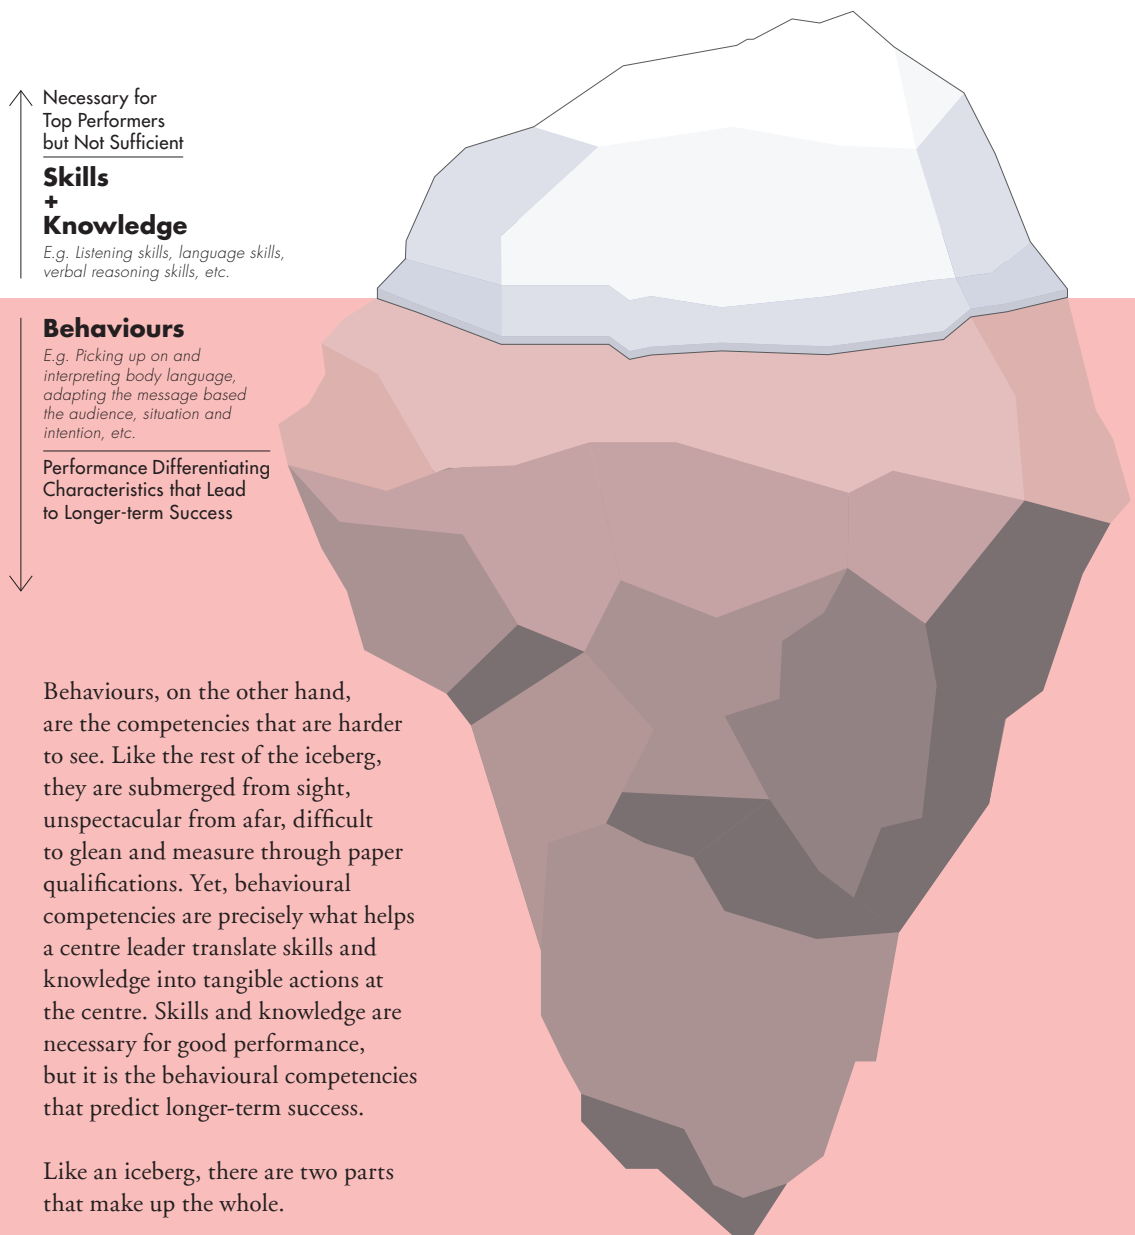 Necessary for
Top Performers
but Not Sufficient
Skills
+
Knowledge
E.g. Listening skills, language skills,
verbal reasoning skills, etc.
Behaviours
E.g. Picking up on and
interpreting body language,
adapting the message based
the audience, situation and
intention, etc.
Performance Differentiating
Characteristics that Lead
to Longer-term Success
Behaviours, on the other hand,
are the competencies that are harder
to see. Like the rest of the iceberg,
they are submerged from sight,
unspectacular from afar, difficult
to glean and measure through paper
qualifications. Yet, behavioural
competencies are precisely what helps
a centre leader translate skills and
knowledge into tangible actions at
the centre. Skills and knowledge are
necessary for good performance,
but it is the behavioural competencies
that predict longer-term success.
Like an iceberg, there are two parts
that make up the whole.